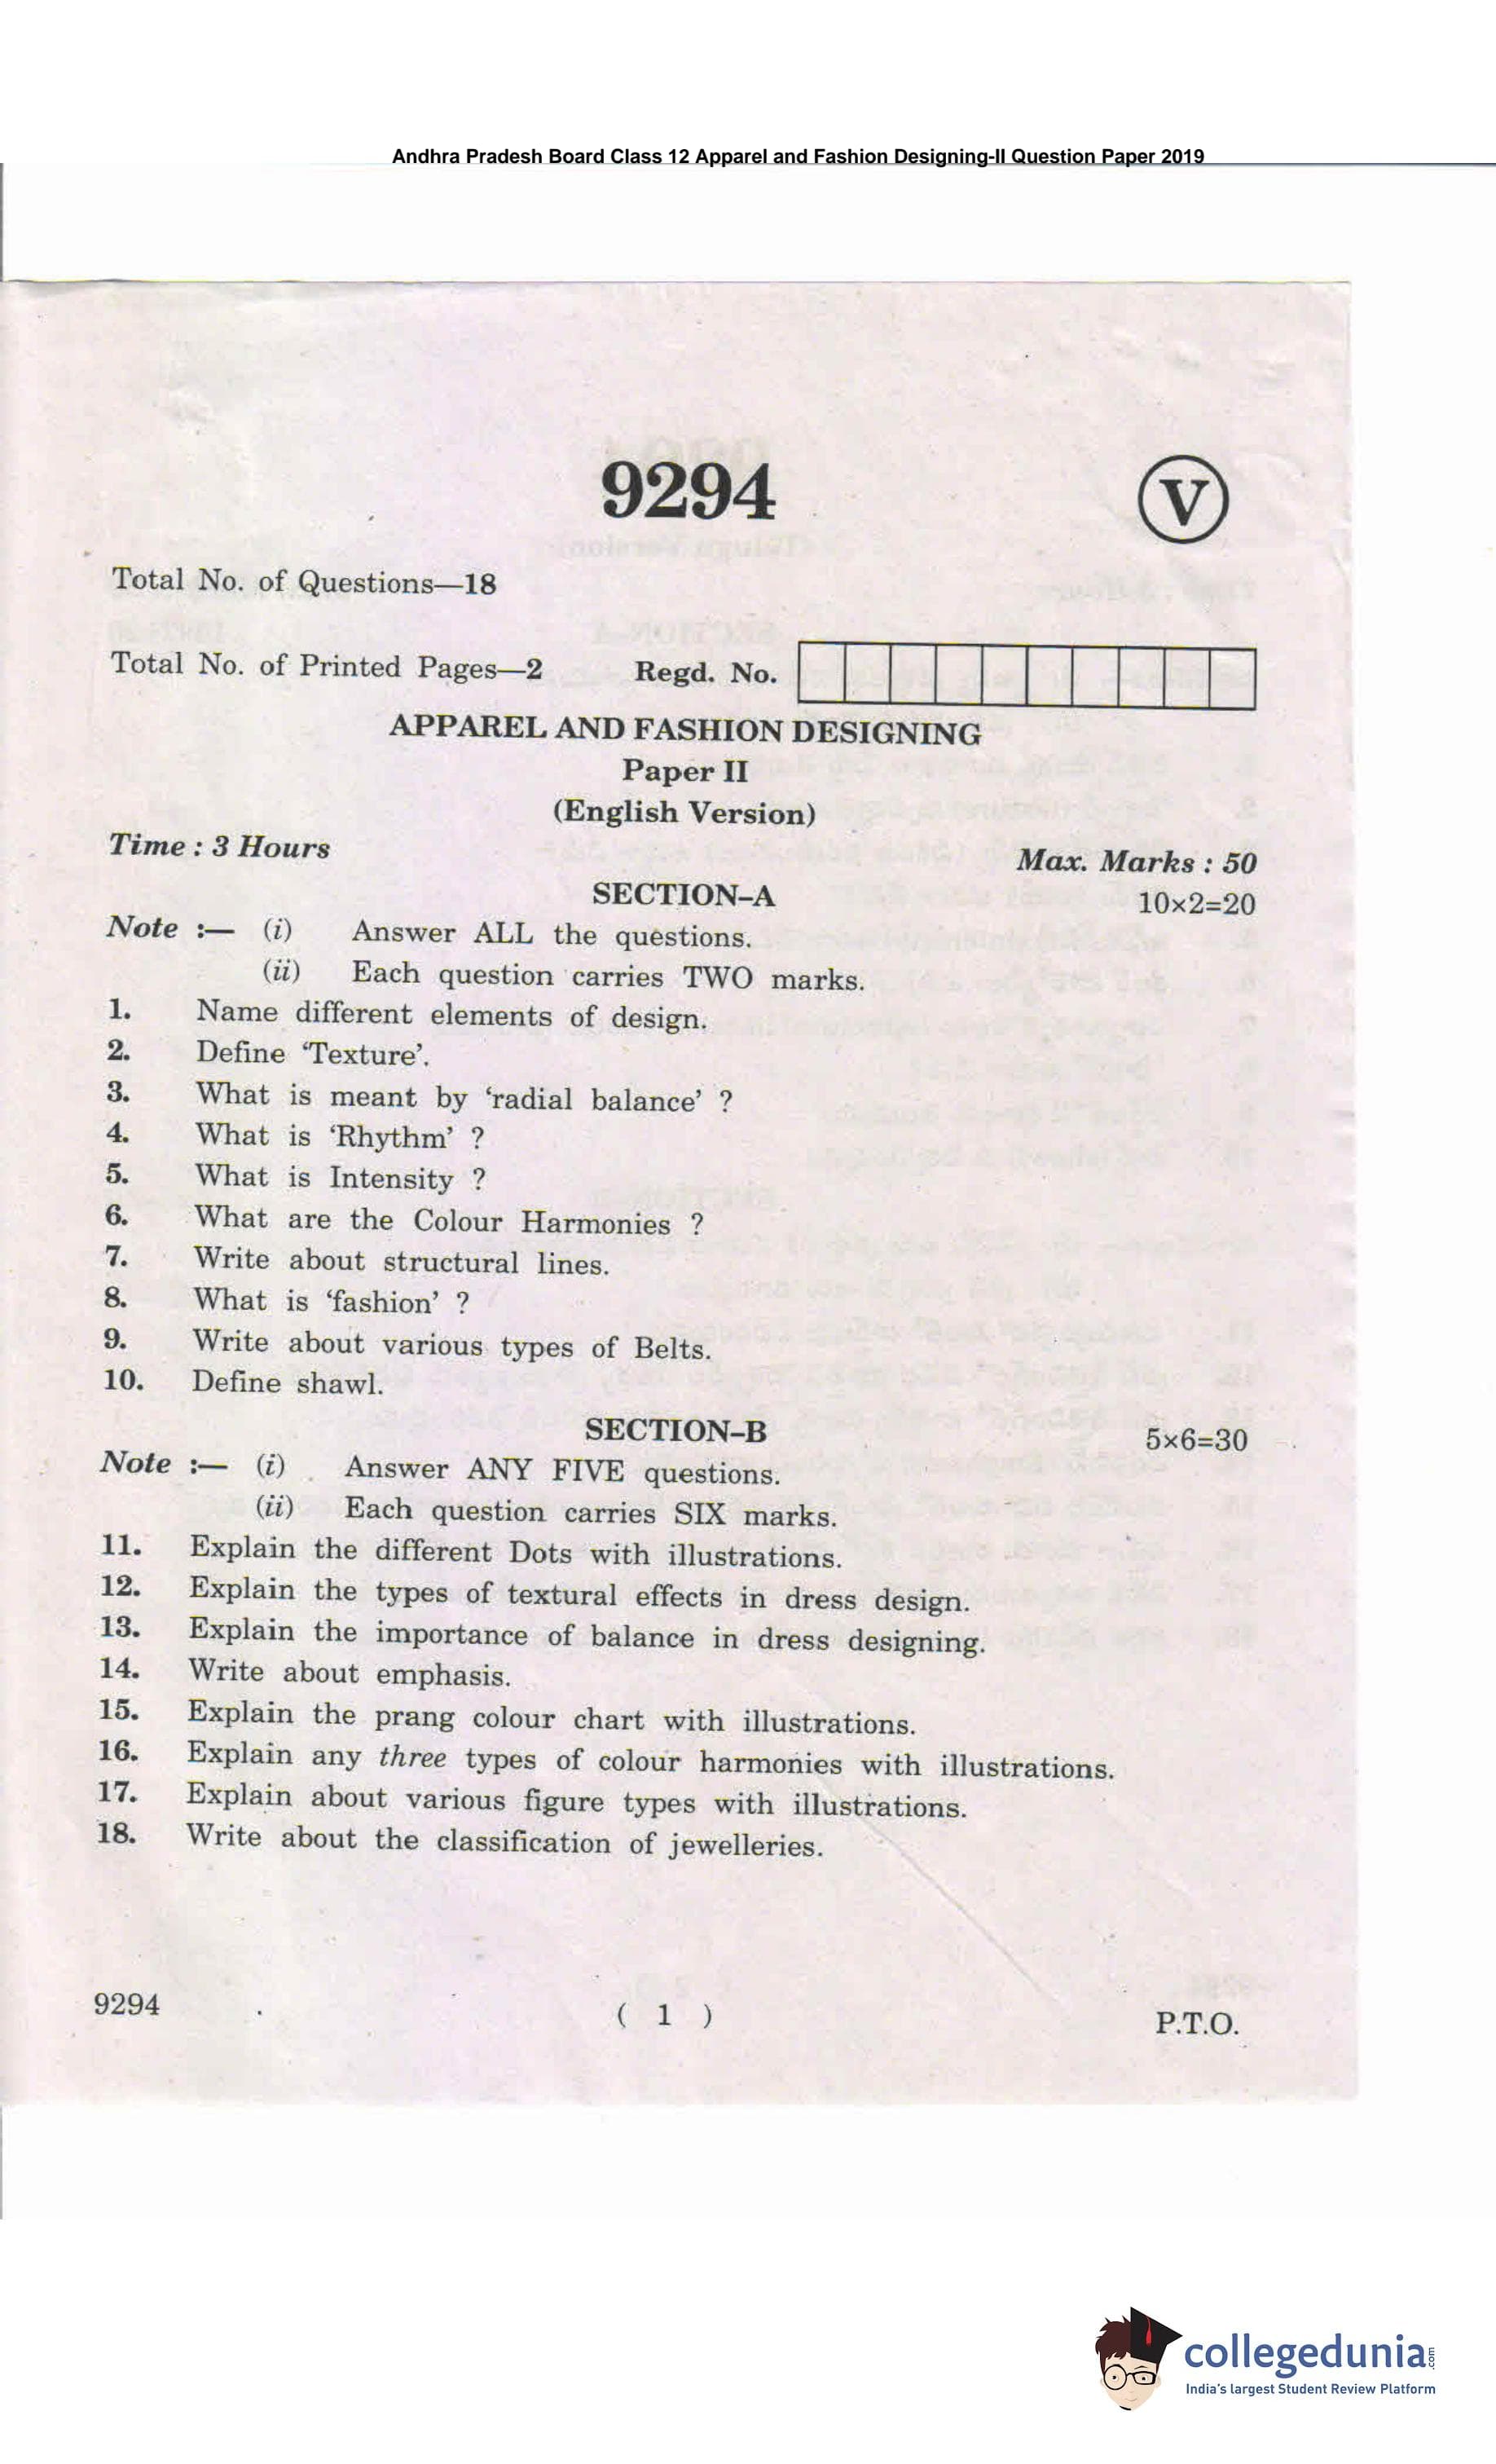 Andhra Pradesh Board Class 12 Apparel and Fashion Designing-II Question Paper 2019
9294
V
Total No. of Questions—18
Total No. of Printed Pages—2 Regd. No.
APPAREL AND FASHION DESIGNING
Paper II
(English Version)
Time : 3 Hours
Max. Marks : 50
SECTION–A
10×2=20
Note :— (i) Answer ALL the questions.
(ii) Each question carries TWO marks.
1. Name different elements of design.
2. Define ‘Texture’.
3. What is meant by ‘radial balance’ ?
4. What is ‘Rhythm’ ?
5. What is Intensity ?
6. What are the Colour Harmonies ?
7. Write about structural lines.
8. What is ‘fashion’ ?
9. Write about various types of Belts.
10. Define shawl.
SECTION–B
5×6=30
Note :— (i) Answer ANY FIVE questions.
(ii) Each question carries SIX marks.
11. Explain the different Dots with illustrations.
12. Explain the types of textural effects in dress design.
13. Explain the importance of balance in dress designing.
14. Write about emphasis.
15. Explain the prang colour chart with illustrations.
16. Explain any three types of colour harmonies with illustrations.
17. Explain about various figure types with illustrations.
18. Write about the classification of jewelleries.
9294 ( 1 ) P.T.O.
collegedunia.com
India's largest Student Review Platform